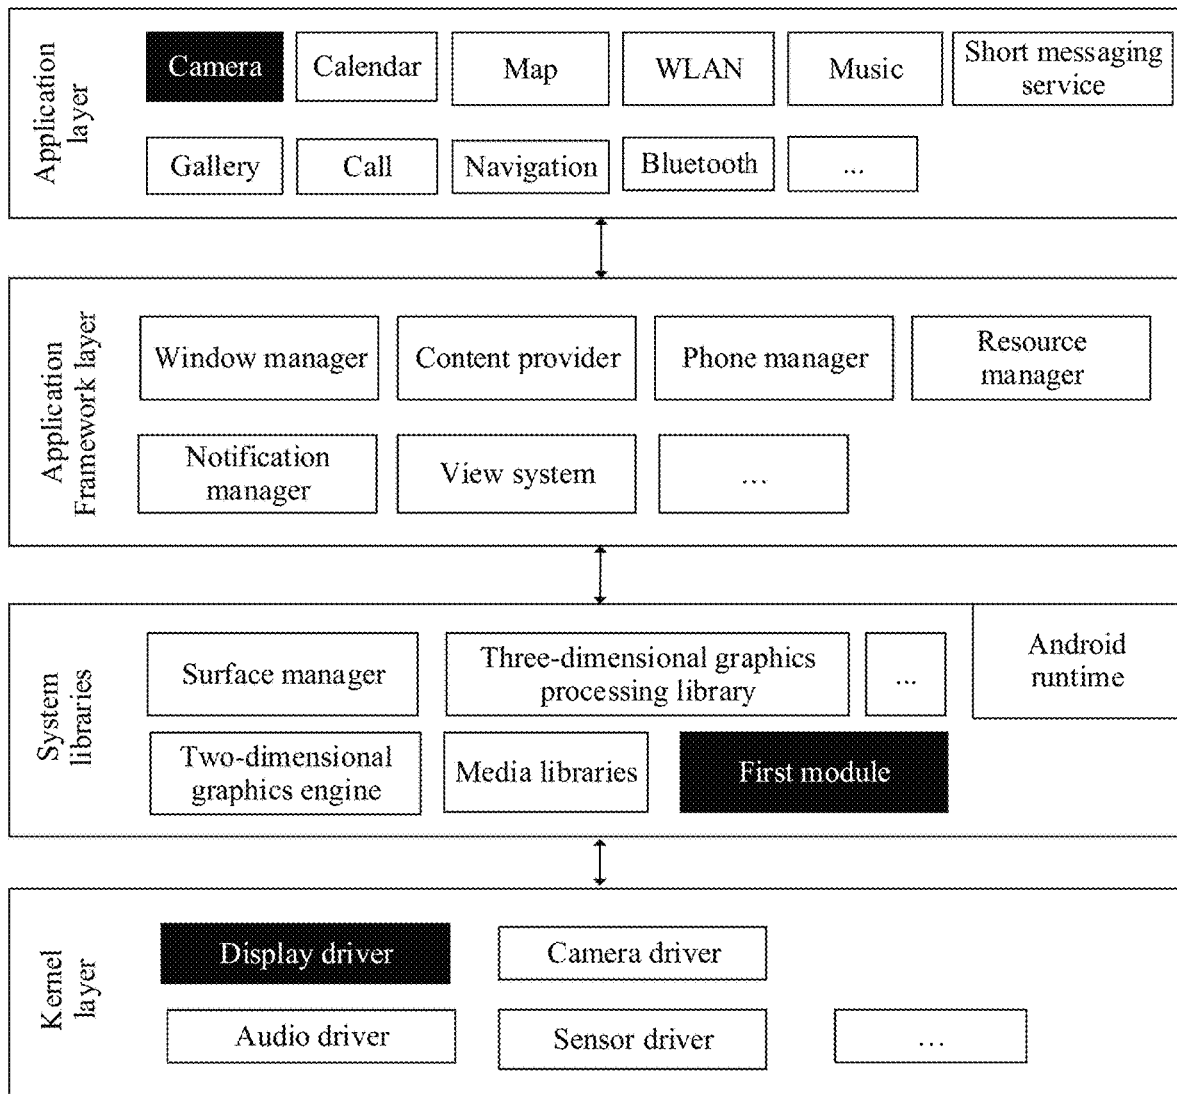 Application
layer
Camera
Calendar
Map
WLAN
Music
Short messaging
service
Gallery
Call
Navigation
Bluetooth
...
Application
Framework layer
Window manager
Content provider
Phone manager
Resource
manager
Notification
manager
View system
...
System
libraries
Surface manager
Three-dimensional graphics
processing library
...
Android
runtime
Two-dimensional
graphics engine
Media libraries
First module
Kernel
layer
Display driver
Camera driver
Audio driver
Sensor driver
...